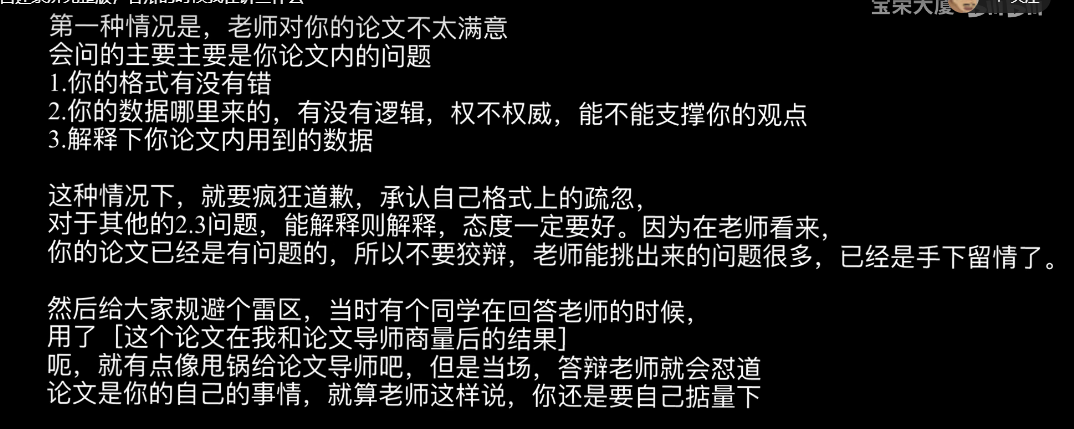 宝荣大厦
第一种情况是，老师对你的论文不太满意
会问的主要主要是你论文内的问题
1.你的格式有没有错
2.你的数据哪里来的，有没有逻辑，权不权威，能不能支撑你的观点
3.解释下你论文内用到的数据
这种情况下，就要疯狂道歉，承认自己格式上的疏忽，
对于其他的2.3问题，能解释则解释，态度一定要好。因为在老师看来，
你的论文已经是有问题的，所以不要狡辩，老师能挑出来的问题很多，已经是手下留情了。
然后给大家规避个雷区，当时有个同学在回答老师的时候，
用了［这个论文在我和论文导师商量后的结果］
呃，就有点像甩锅给论文导师吧，但是当场，答辩老师就会怼道
论文是你的自己的事情，就算老师这样说，你还是要自己掂量下